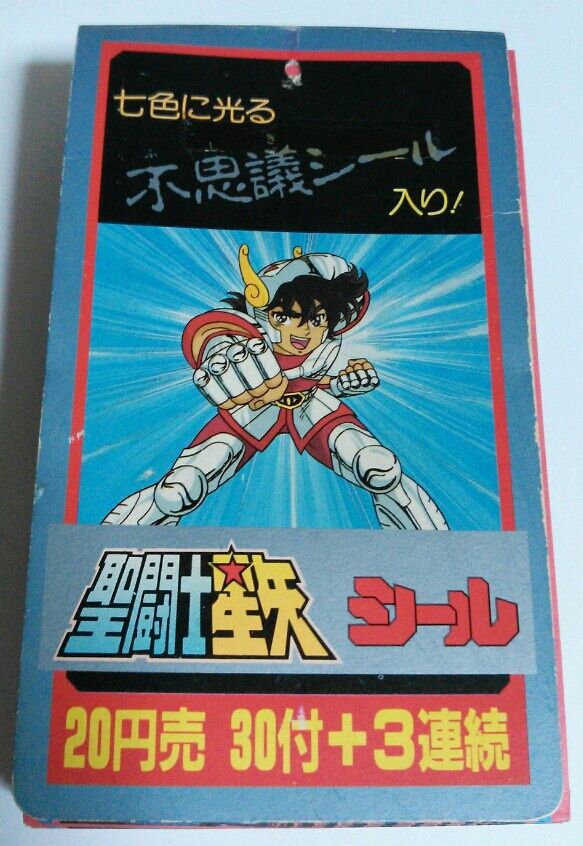 七色に光る
不思議シール
入り!
聖闘士星矢 シール
20円売 30付+3連続